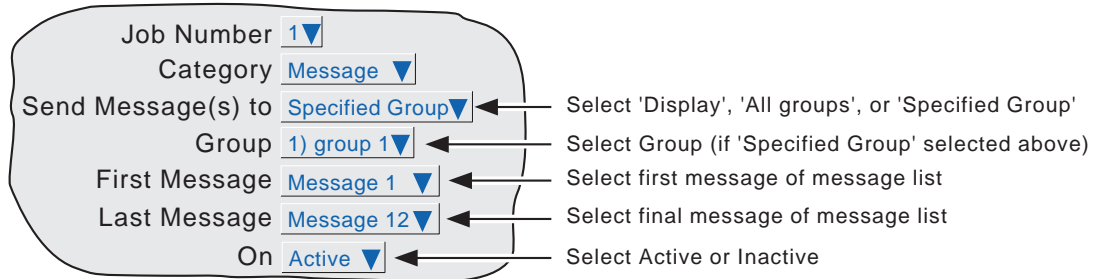 Job Number 1
Category Message
Send Message(s) to Specified Group Select 'Display', 'All groups', or 'Specified Group'
Group 1) group 1 Select Group (if 'Specified Group' selected above)
First Message Message 1 Select first message of message list
Last Message Message 12 Select final message of message list
On Active Select Active or Inactive